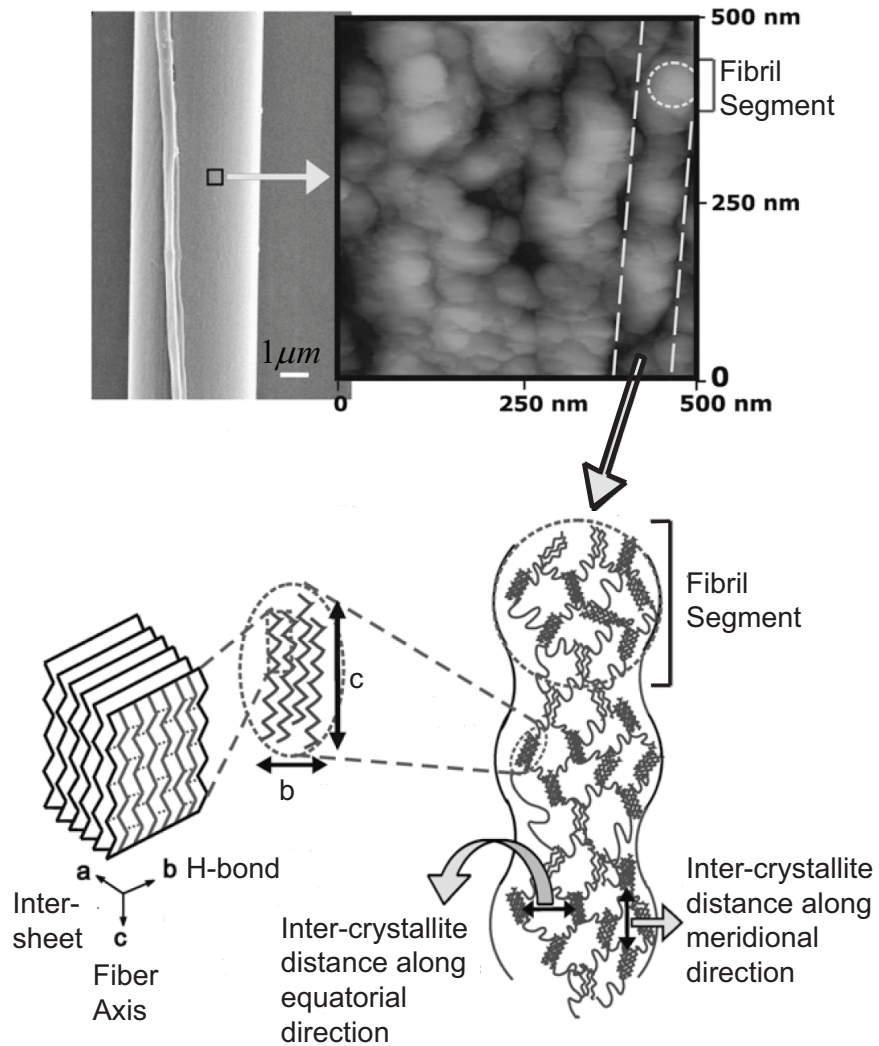 500 nm
Fibril
Segment
250 nm
1μm
0
0
250 nm
500 nm
Fibril
Segment
c
b
a
b H-bond
Inter-
sheet
c
Fiber
Axis
Inter-crystallite
distance along
equatorial
direction
Inter-crystallite
distance along
meridional
direction